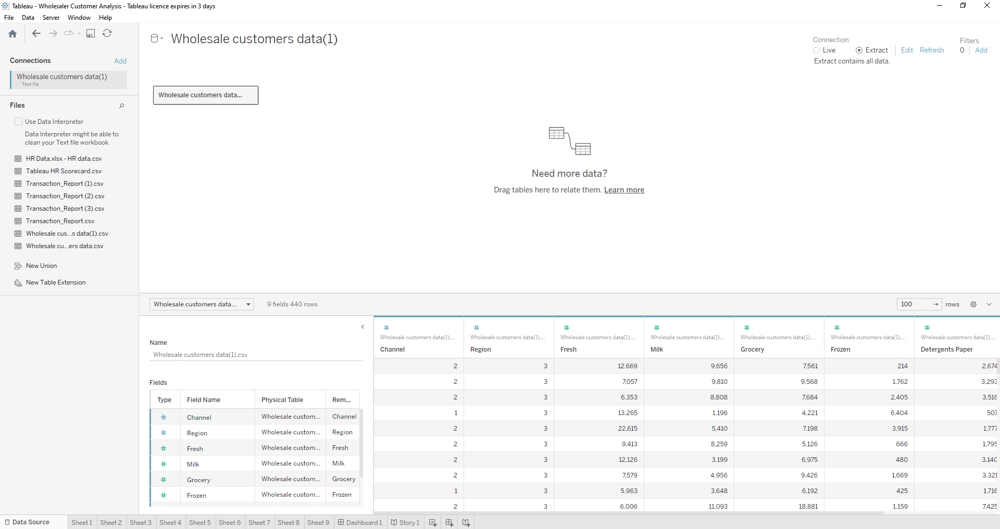 Tableau - Wholesaler Customer Analysis - Tableau licence expires in 3 days
File Data Server Window Help
Connections Add
Wholesale customers data(1)
Text file
Files
Use Data Interpreter
Data Interpreter might be able to
clean your Text file workbook.
HR Data.xlsx - HR data.csv
Tableau HR Scorecard.csv
Transaction_Report (1).csv
Transaction_Report (2).csv
Transaction_Report (3).csv
Transaction_Report.csv
Wholesale cus...s data(1).csv
Wholesale cu...ers data.csv
New Union
New Table Extension
Wholesale customers data(1)
Connection
Live Extract Edit Refresh
Extract contains all data.
Filters
0 Add
Wholesale customers data...
Need more data?
Drag tables here to relate them. Learn more
Wholesale customers data... 9 fields 440 rows 100 rows
Name
Wholesale customers data(1).csv
Fields
Type Field Name Physical Table Rem...
Channel Wholesale custom... Channel
Region Wholesale custom... Region
Fresh Wholesale custom... Fresh
Milk Wholesale custom... Milk
Grocery Wholesale custom... Grocery
Frozen Wholesale custom... Frozen
Wholesale customers data(1).... Wholesale customers data(1).... Wholesale customers data(1).... Wholesale customers data(1).... Wholesale customers data(1).... Wholesale customers data(1).... Wholesale customers data(1)....
Channel Region Fresh Milk Grocery Frozen Detergents Paper
2 3 12,669 9,656 7,561 214 2,674
2 3 7,057 9,810 9,568 1,762 3,293
2 3 6,353 8,808 7,684 2,405 3,516
1 3 13,265 1,196 4,221 6,404 507
2 3 22,615 5,410 7,198 3,915 1,777
2 3 9,413 8,259 5,126 666 1,795
2 3 12,126 3,199 6,975 480 3,140
2 3 7,579 4,956 9,426 1,669 3,321
1 3 5,963 3,648 6,192 425 1,716
2 3 6,006 11,093 18,881 1,159 7,425
Data Source Sheet 1 Sheet 2 Sheet 3 Sheet 4 Sheet 5 Sheet 6 Sheet 7 Sheet 8 Sheet 9 Dashboard 1 Story 1